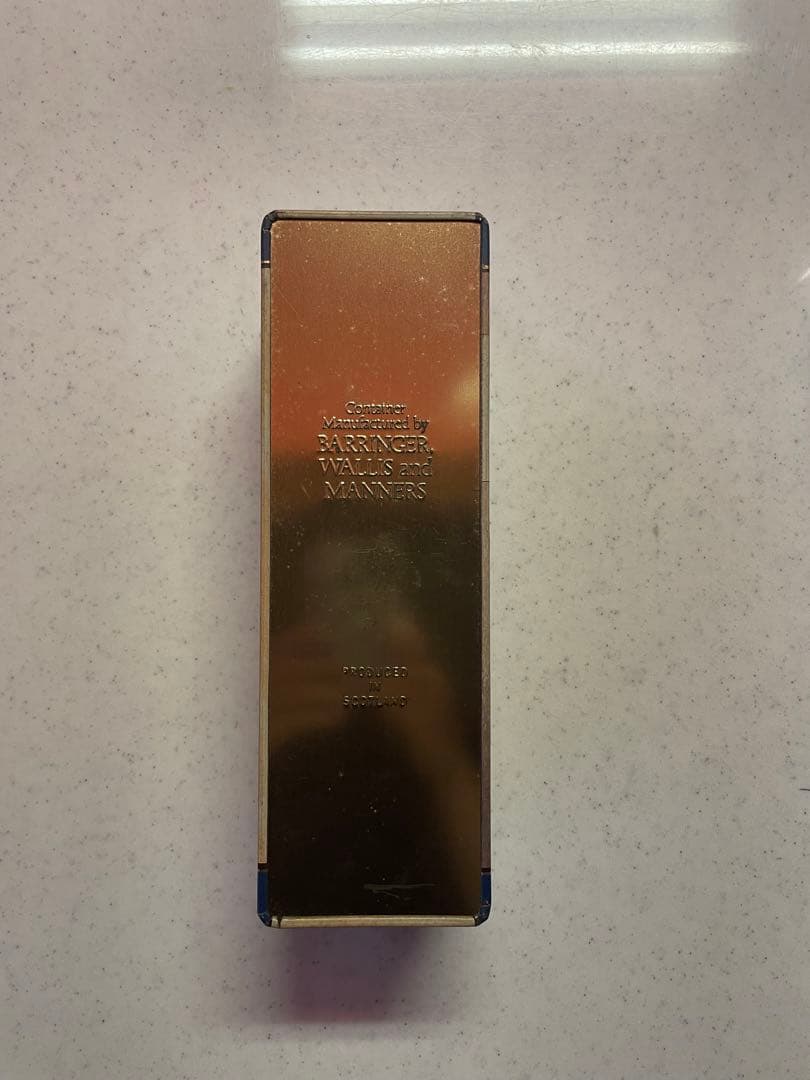 Container
Manufactured by
BARRINGER,
WALLIS and
MANNERS
PRODUCED
IN
SCOTLAND